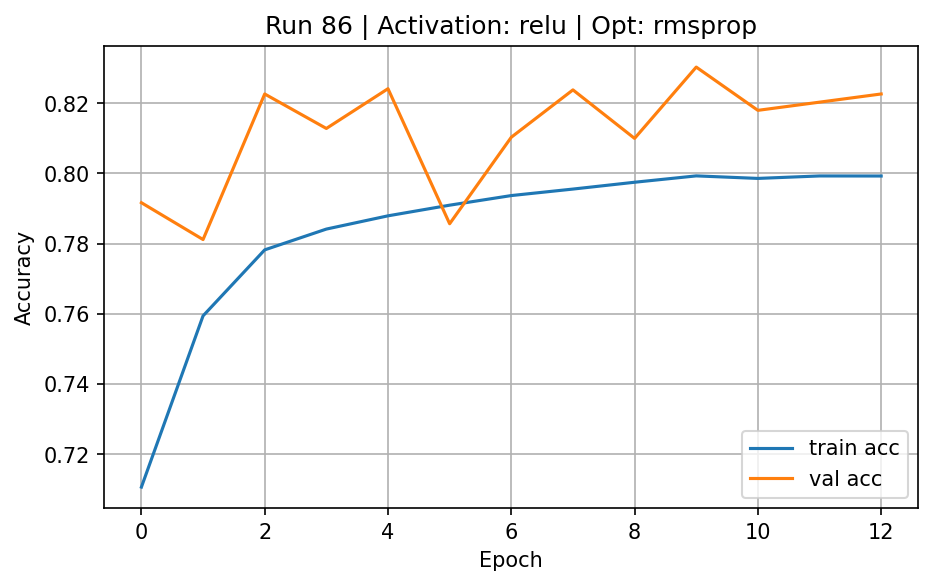 Run 86 | Activation: relu | Opt: rmsprop
Accuracy
0.82
0.80
0.78
0.76
0.74
0.72
train acc
val acc
0 2 4 6 8 10 12
Epoch